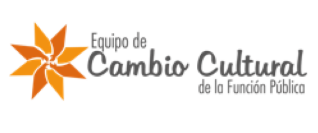 Equipo de
Cambio Cultural
de la Función Pública